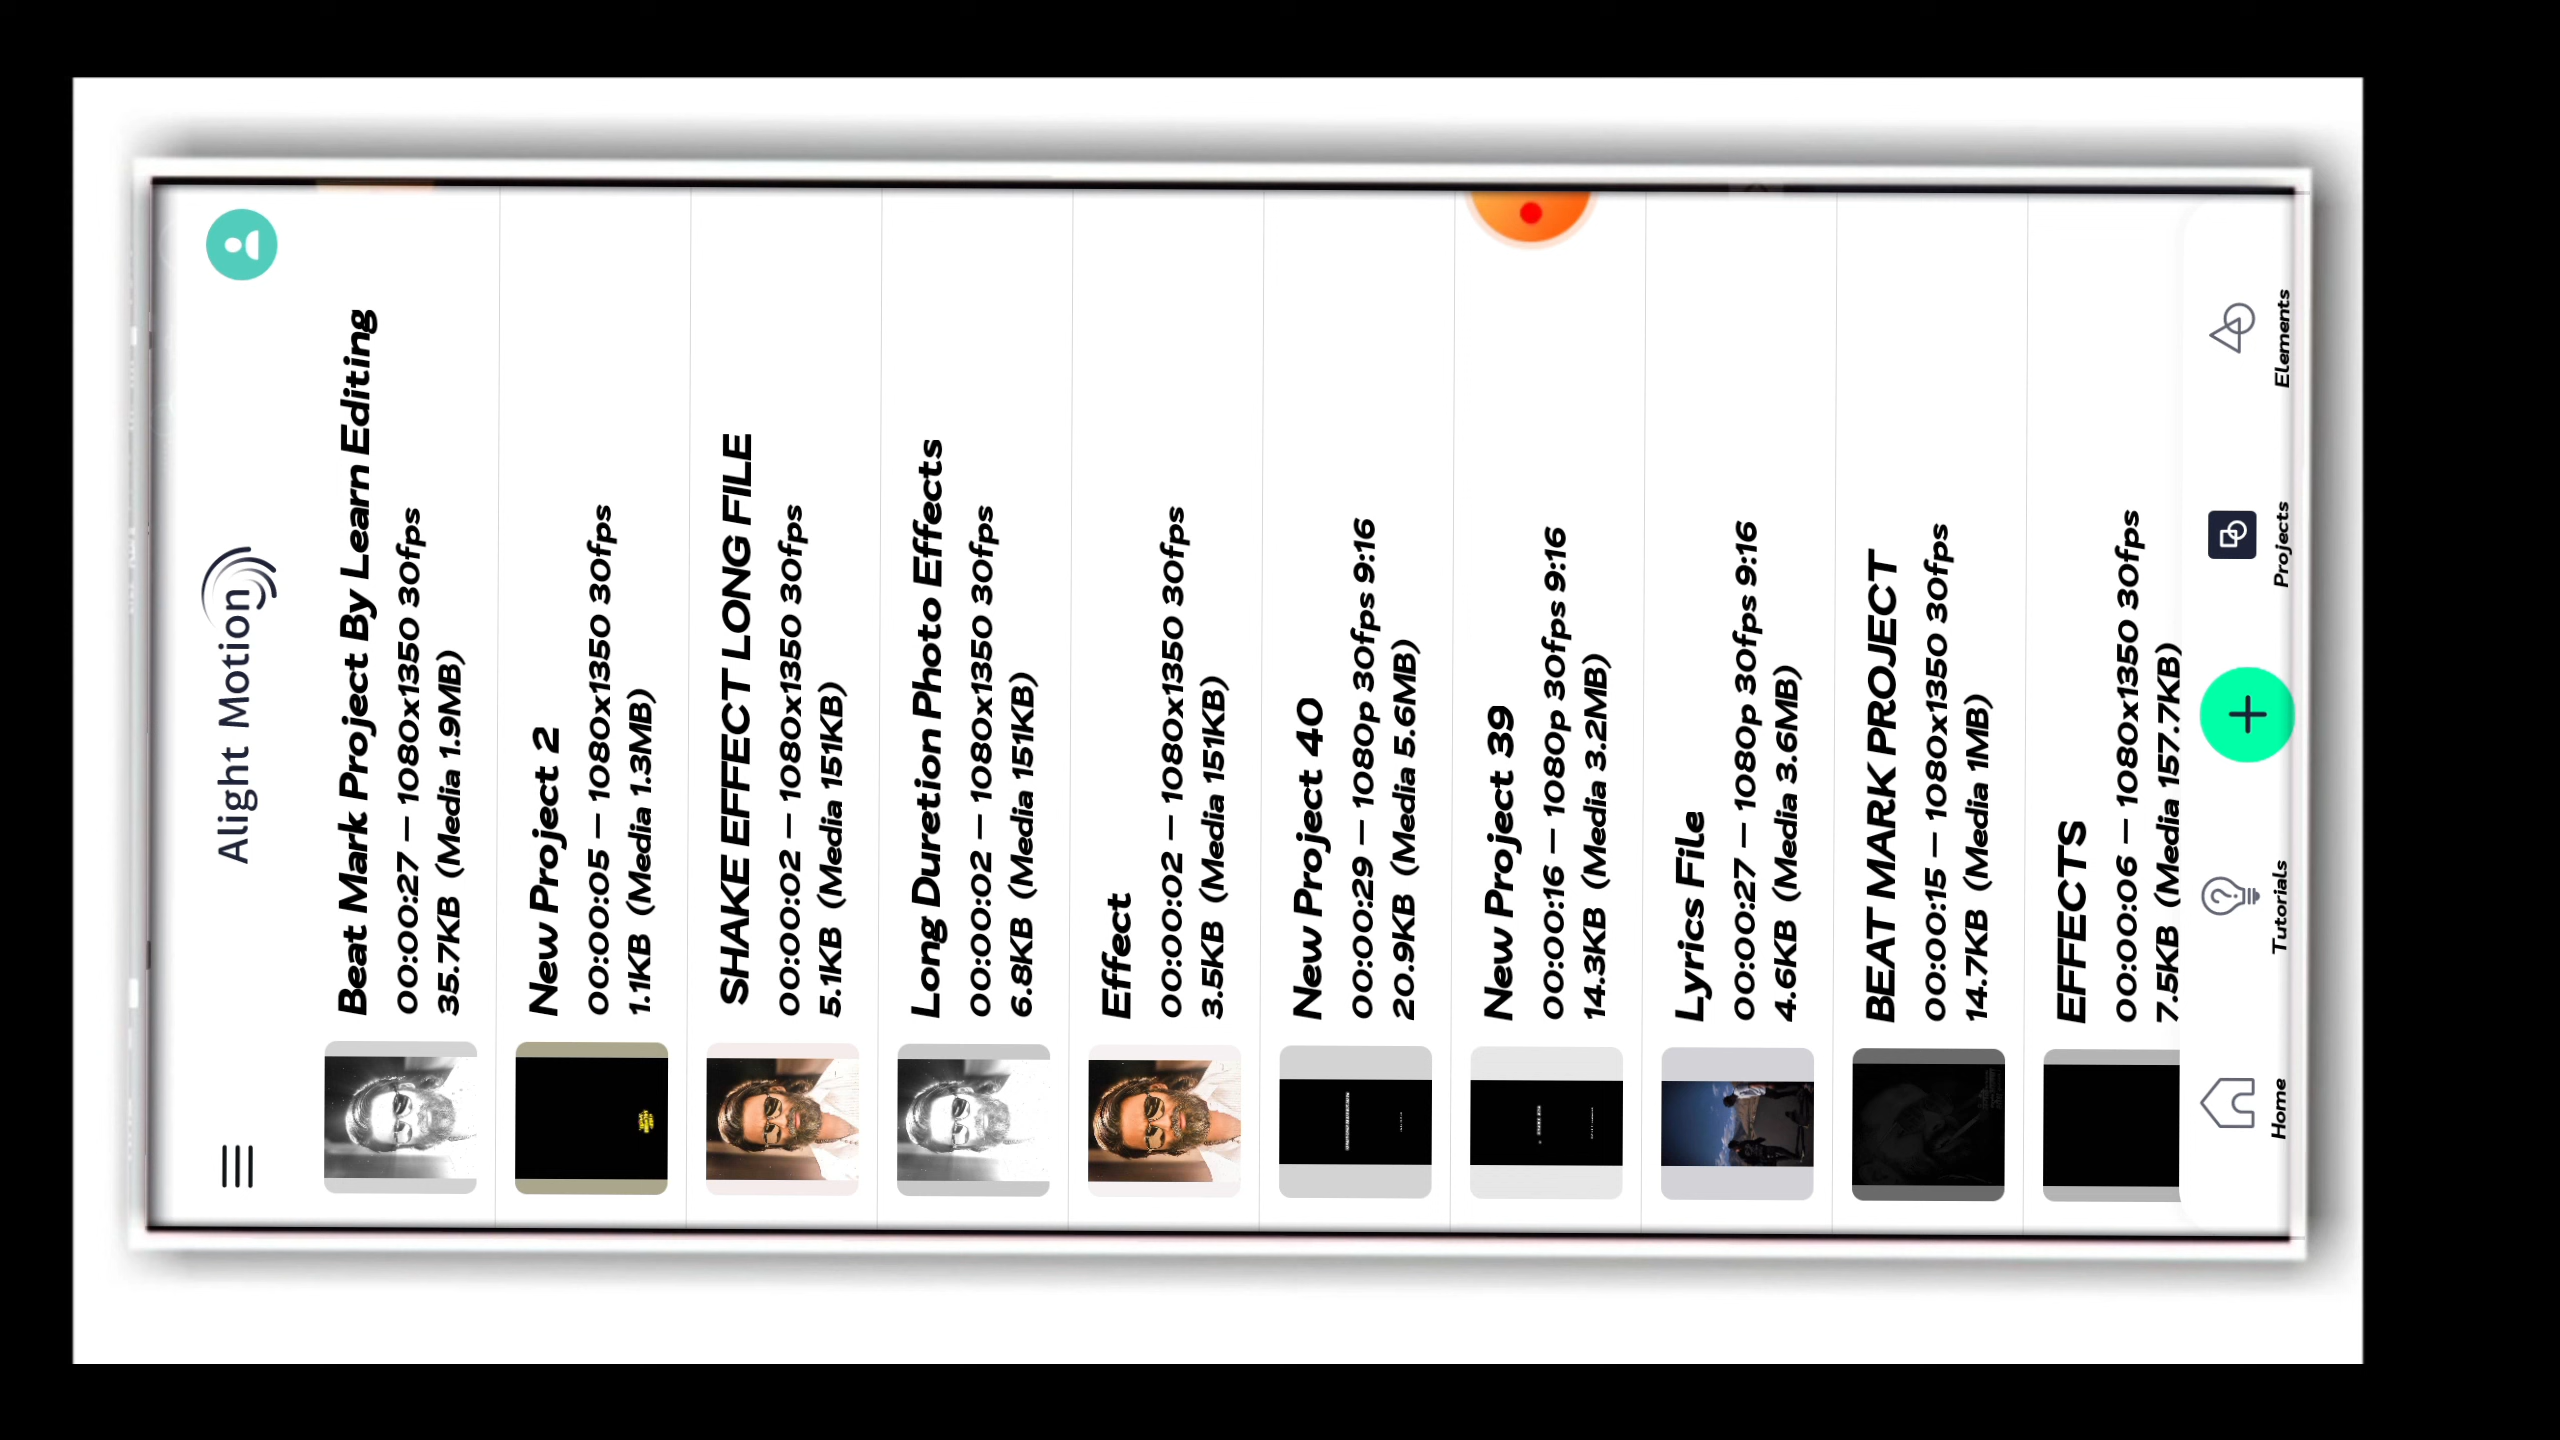 Alight Motion
Beat Mark Project By Learn Editing
00:00:27 — 1080x1350 30fps
35.7KB (Media 1.9MB)
New Project 2
00:00:05 — 1080x1350 30fps
1.1KB (Media 1.3MB)
SHAKE EFFECT LONG FILE
00:00:02 — 1080x1350 30fps
5.1KB (Media 151KB)
Long Duretion Photo Effects
00:00:02 — 1080x1350 30fps
6.8KB (Media 151KB)
Effect
00:00:02 — 1080x1350 30fps
3.5KB (Media 151KB)
New Project 40
00:00:29 — 1080p 30fps 9:16
20.9KB (Media 5.6MB)
New Project 39
00:00:16 — 1080p 30fps 9:16
14.3KB (Media 3.2MB)
Lyrics File
00:00:27 — 1080p 30fps 9:16
4.6KB (Media 3.6MB)
BEAT MARK PROJECT
00:00:15 — 1080x1350 30fps
14.7KB (Media 1MB)
EFFECTS
00:00:06 — 1080x1350 30fps
7.5KB (Media 157.7KB)
Home Tutorials Projects Elements